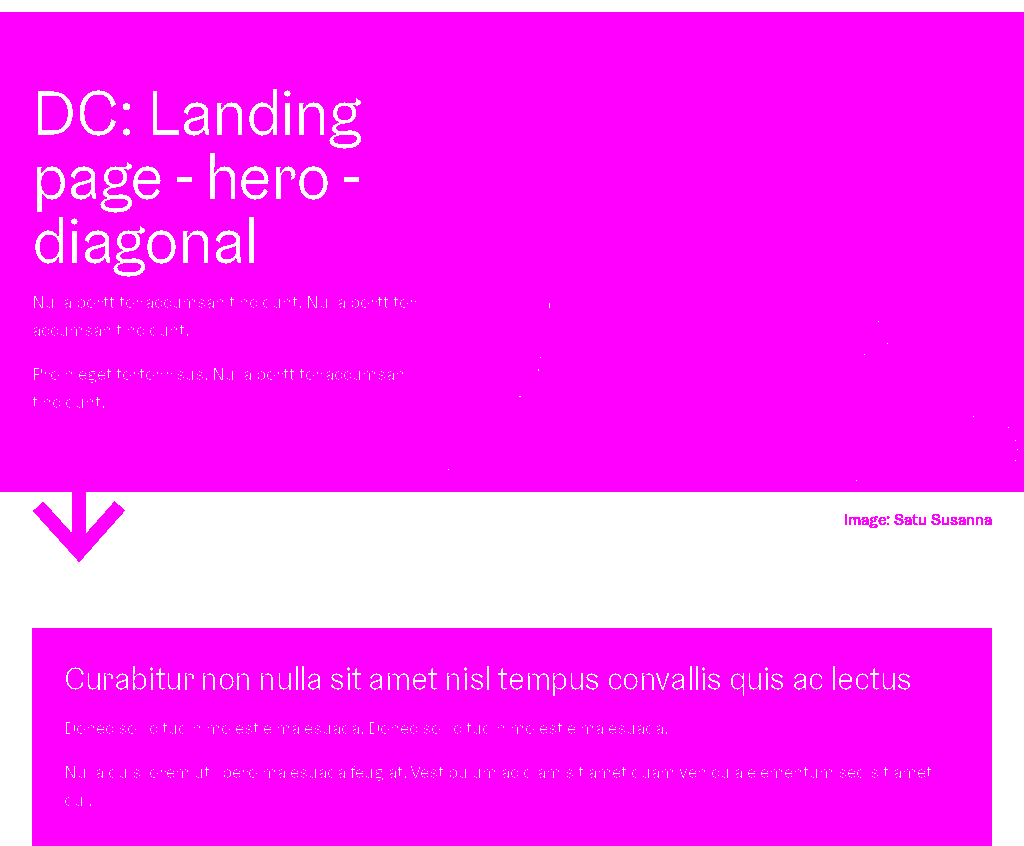 DC: Landing
page - hero -
diagonal
Nulla porttitor accumsan tincidunt. Nulla porttitor
accumsan tincidunt.
Proin eget tortor risus. Nulla porttitor accumsan
tincidunt.
Image: Satu Susanna
Curabitur non nulla sit amet nisl tempus convallis quis ac lectus
Donec sollicitudin molestie malesuada. Donec sollicitudin molestie malesuada.
Nulla quis lorem ut libero malesuada feugiat. Vestibulum ac diam sit amet quam vehicula elementum sed sit amet
dui.